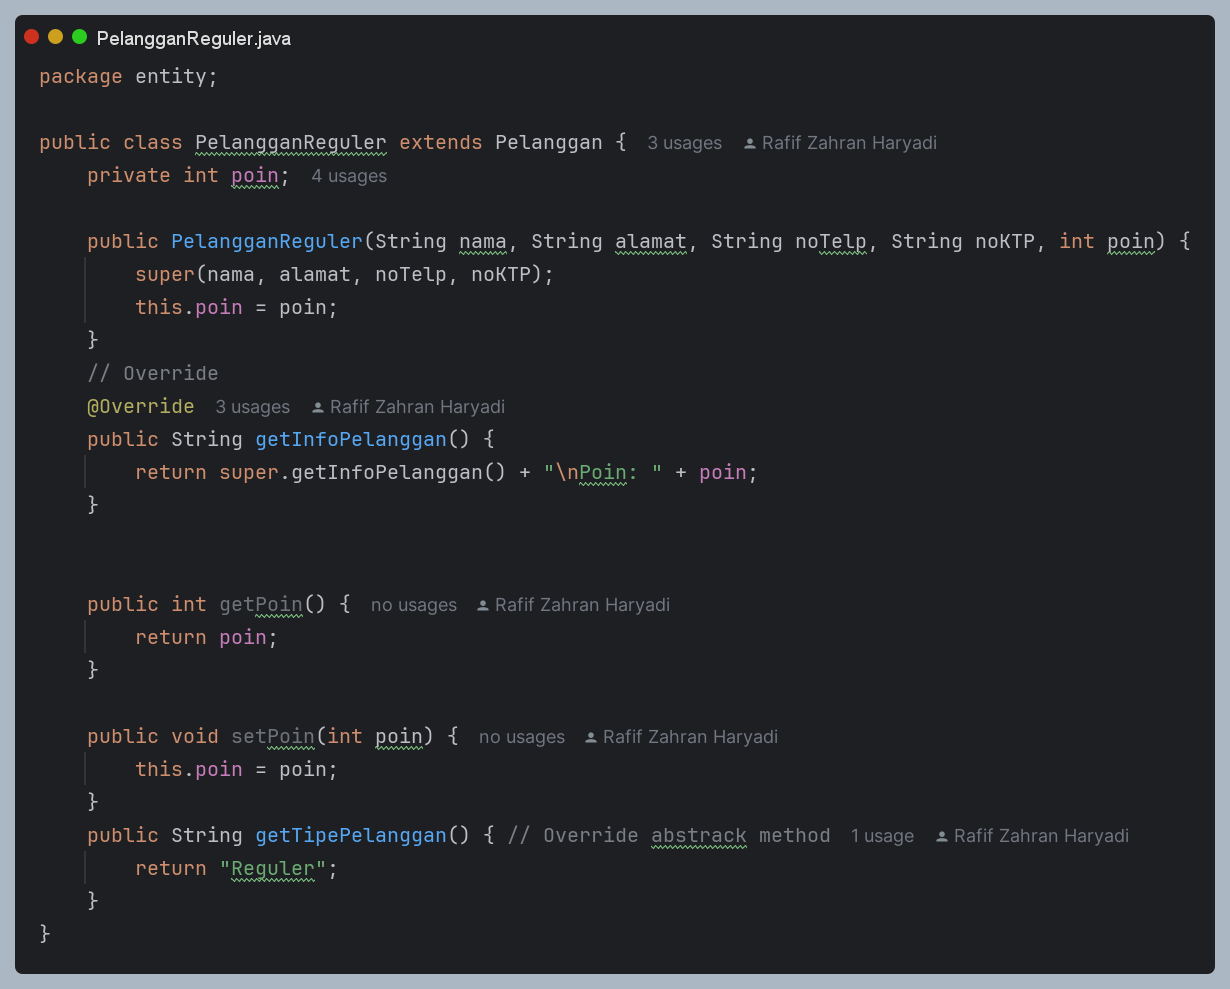 PelangganReguler.java
package entity;
public class PelangganReguler extends Pelanggan { 3 usages Rafif Zahran Haryadi
private int poin; 4 usages
public PelangganReguler(String nama, String alamat, String noTelp, String noKTP, int poin) {
super(nama, alamat, noTelp, noKTP);
this.poin = poin;
}
// Override
@Override 3 usages Rafif Zahran Haryadi
public String getInfoPelanggan() {
return super.getInfoPelanggan() + "\nPoin: " + poin;
}
public int getPoin() { no usages Rafif Zahran Haryadi
return poin;
}
public void setPoin(int poin) { no usages Rafif Zahran Haryadi
this.poin = poin;
}
public String getTipePelanggan() { // Override abstrack method 1 usage Rafif Zahran Haryadi
return "Reguler";
}
}